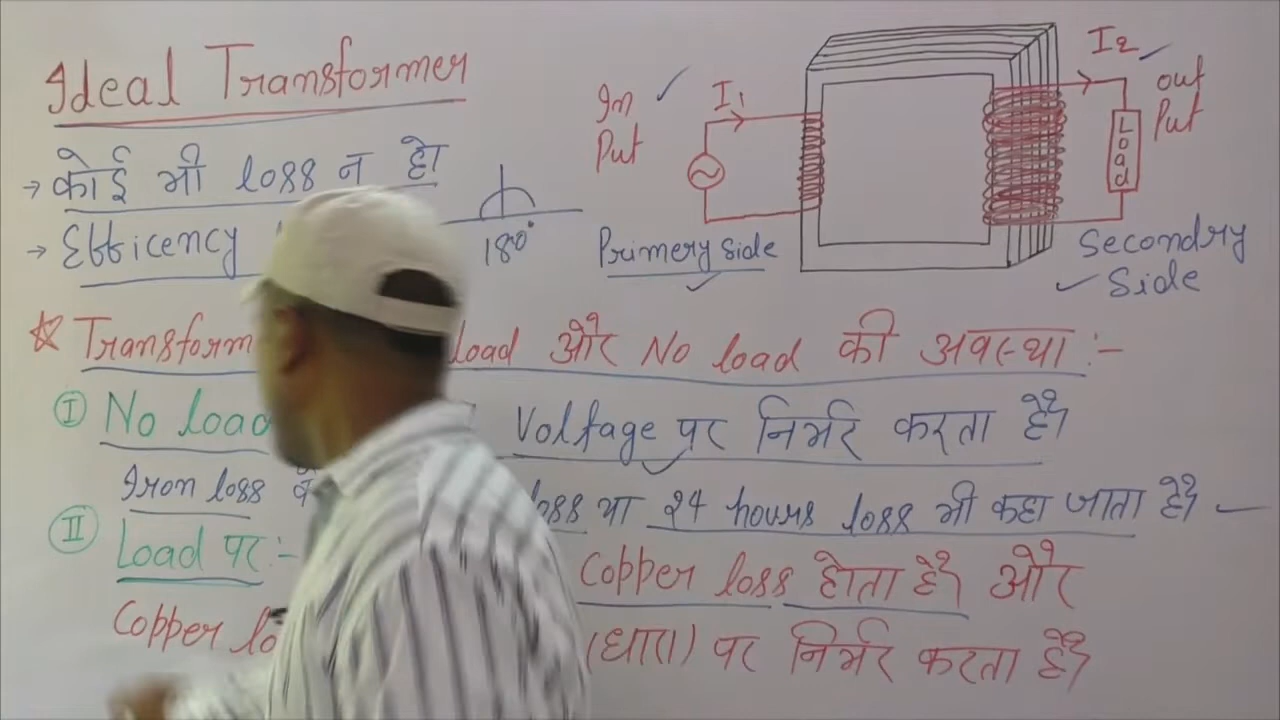 Ideal Transformer
→ कोई भी loss न हो
→ Efficency
180°
In Put
I1
I2
out Put
Load
Primery side
Secondry Side
☆ Transform load और No load की अवस्था :-
I No load Voltage पर निर्भर करता है।
Iron loss loss या 24 hours loss भी कहा जाता है।
II Load पर :- Copper loss होता है। और
Copper lo (धारा) पर निर्भर करता है।